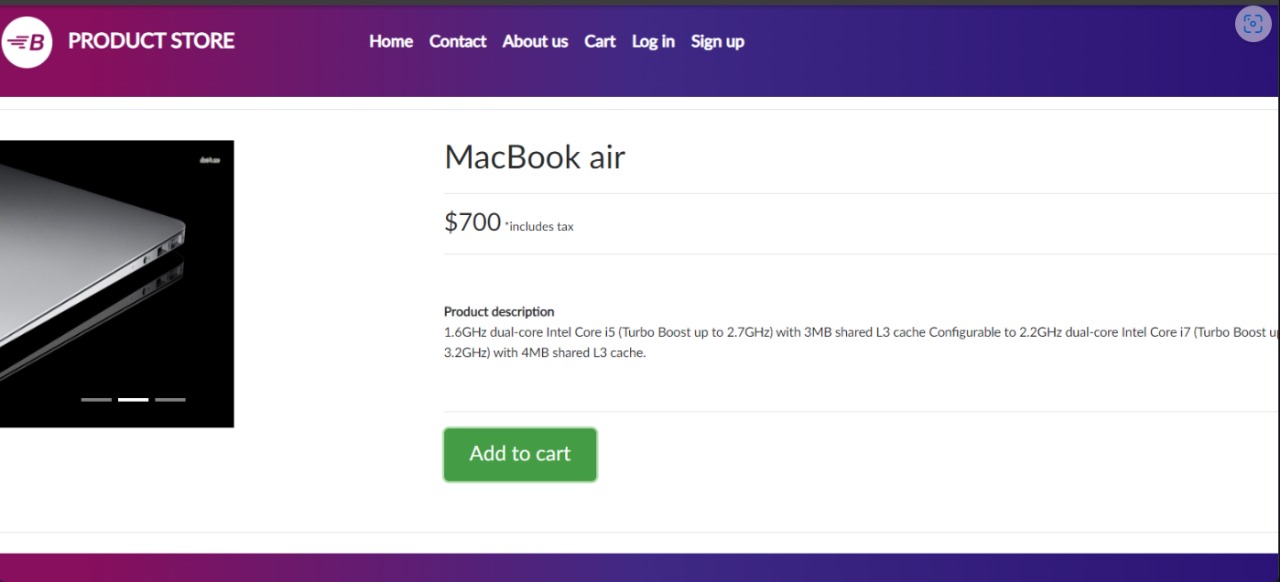 B PRODUCT STORE
Home Contact About us Cart Log in Sign up
MacBook air
$700 *includes tax
Product description
1.6GHz dual-core Intel Core i5 (Turbo Boost up to 2.7GHz) with 3MB shared L3 cache Configurable to 2.2GHz dual-core Intel Core i7 (Turbo Boost
3.2GHz) with 4MB shared L3 cache.
Add to cart